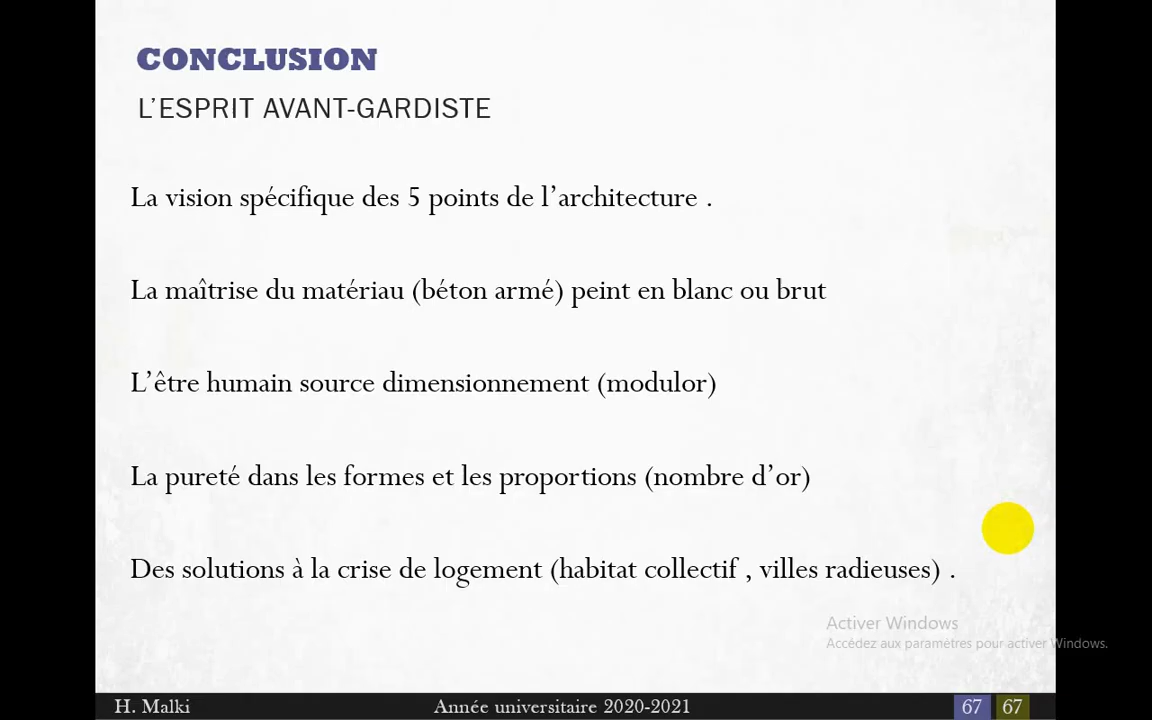 CONCLUSION
L’ESPRIT AVANT-GARDISTE
La vision spécifique des 5 points de l’architecture .
La maîtrise du matériau (béton armé) peint en blanc ou brut
L’être humain source dimensionnement (modulor)
La pureté dans les formes et les proportions (nombre d’or)
Des solutions à la crise de logement (habitat collectif , villes radieuses) .
Activer Windows
Accédez aux paramètres pour activer Windows.
H. Malki Année universitaire 2020-2021 67 67